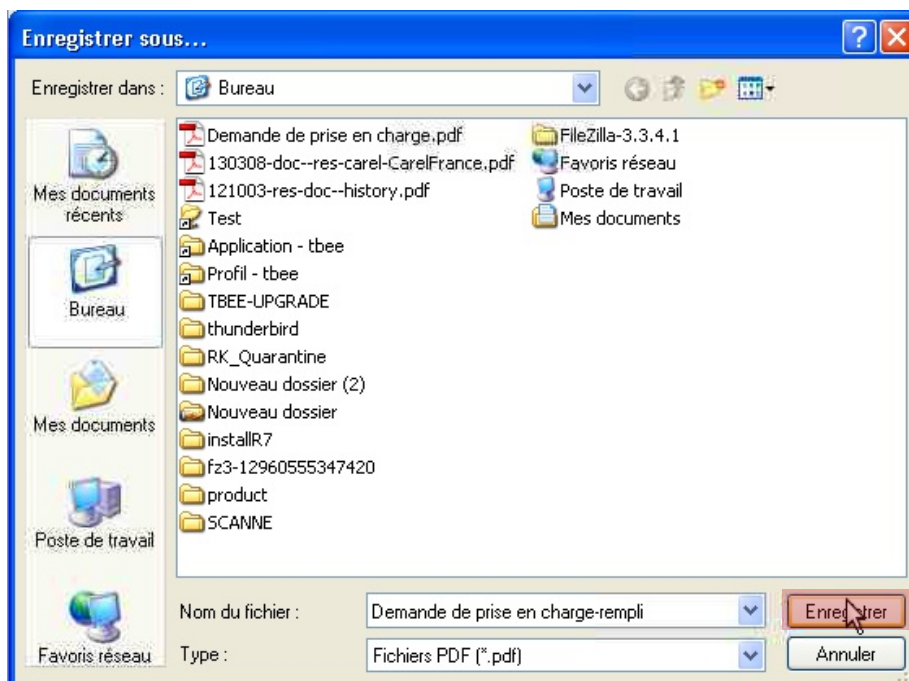 Enregistrer sous...
Enregistrer dans :
Bureau
Mes documents
récents
Bureau
Mes documents
Poste de travail
Favoris réseau
Demande de prise en charge.pdf
130308-doc--res-carel-CarelFrance.pdf
121003-res-doc--history.pdf
Test
Application - tbee
Profil - tbee
TBEE-UPGRADE
thunderbird
RK_Quarantine
Nouveau dossier (2)
Nouveau dossier
installR7
fz3-12960555347420
product
SCANNE
FileZilla-3.3.4.1
Favoris réseau
Poste de travail
Mes documents
Nom du fichier :
Demande de prise en charge-rempli
Enregistrer
Type :
Fichiers PDF (*.pdf)
Annuler